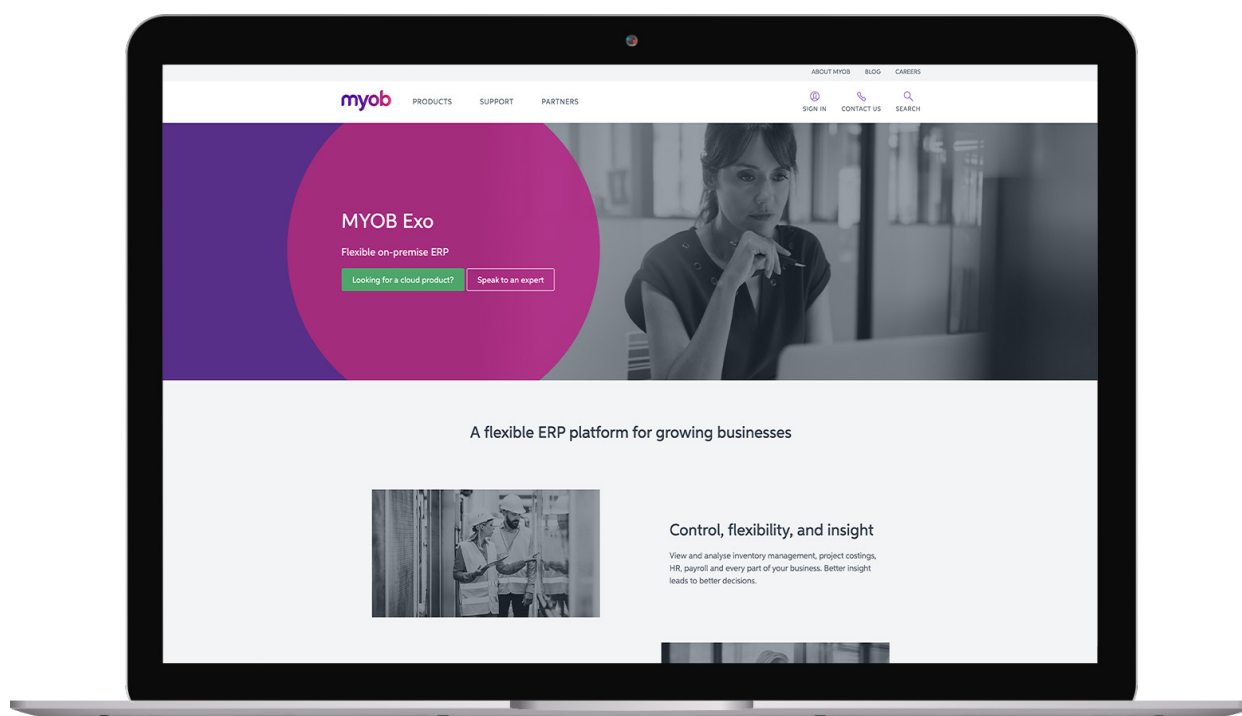 ABOUT MYOB BLOG CAREERS
myob PRODUCTS SUPPORT PARTNERS SIGN IN CONTACT US SEARCH
MYOB Exo
Flexible on-premise ERP
Looking for a cloud product? Speak to an expert
A flexible ERP platform for growing businesses
Control, flexibility, and insight
View and analyse inventory management, project costings,
HR, payroll and every part of your business. Better insight
leads to better decisions.